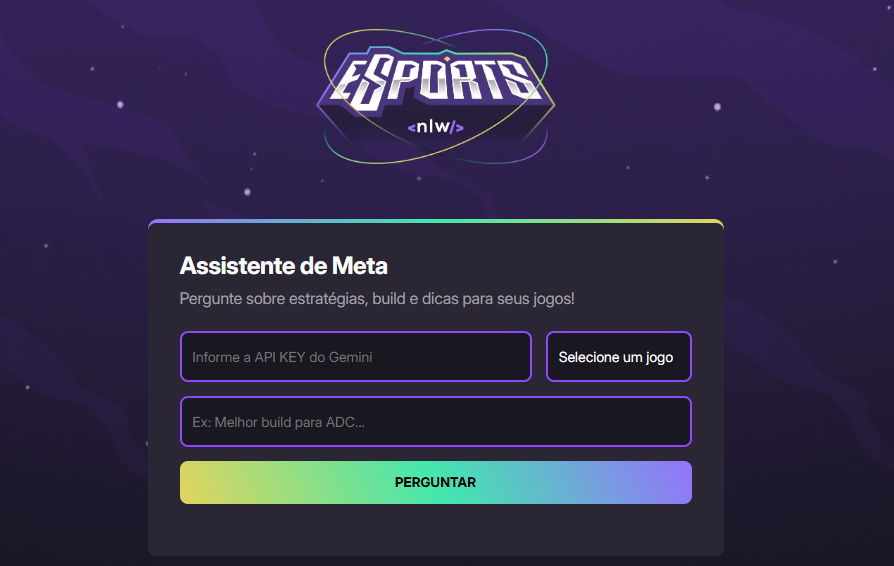 ESPORTS
<nlw/>
Assistente de Meta
Pergunte sobre estratégias, build e dicas para seus jogos!
Informe a API KEY do Gemini
Selecione um jogo
Ex: Melhor build para ADC...
PERGUNTAR